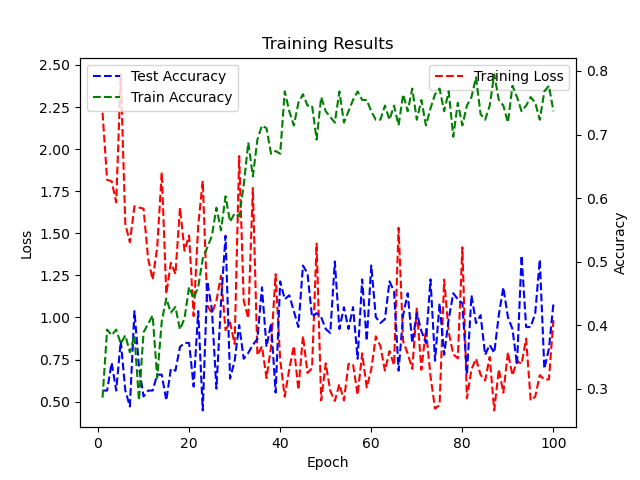 Training Results
Test Accuracy
Train Accuracy
Training Loss
2.50
2.25
2.00
1.75
1.50
1.25
1.00
0.75
0.50
Loss
0.8
0.7
0.6
0.5
0.4
0.3
Accuracy
0 20 40 60 80 100
Epoch